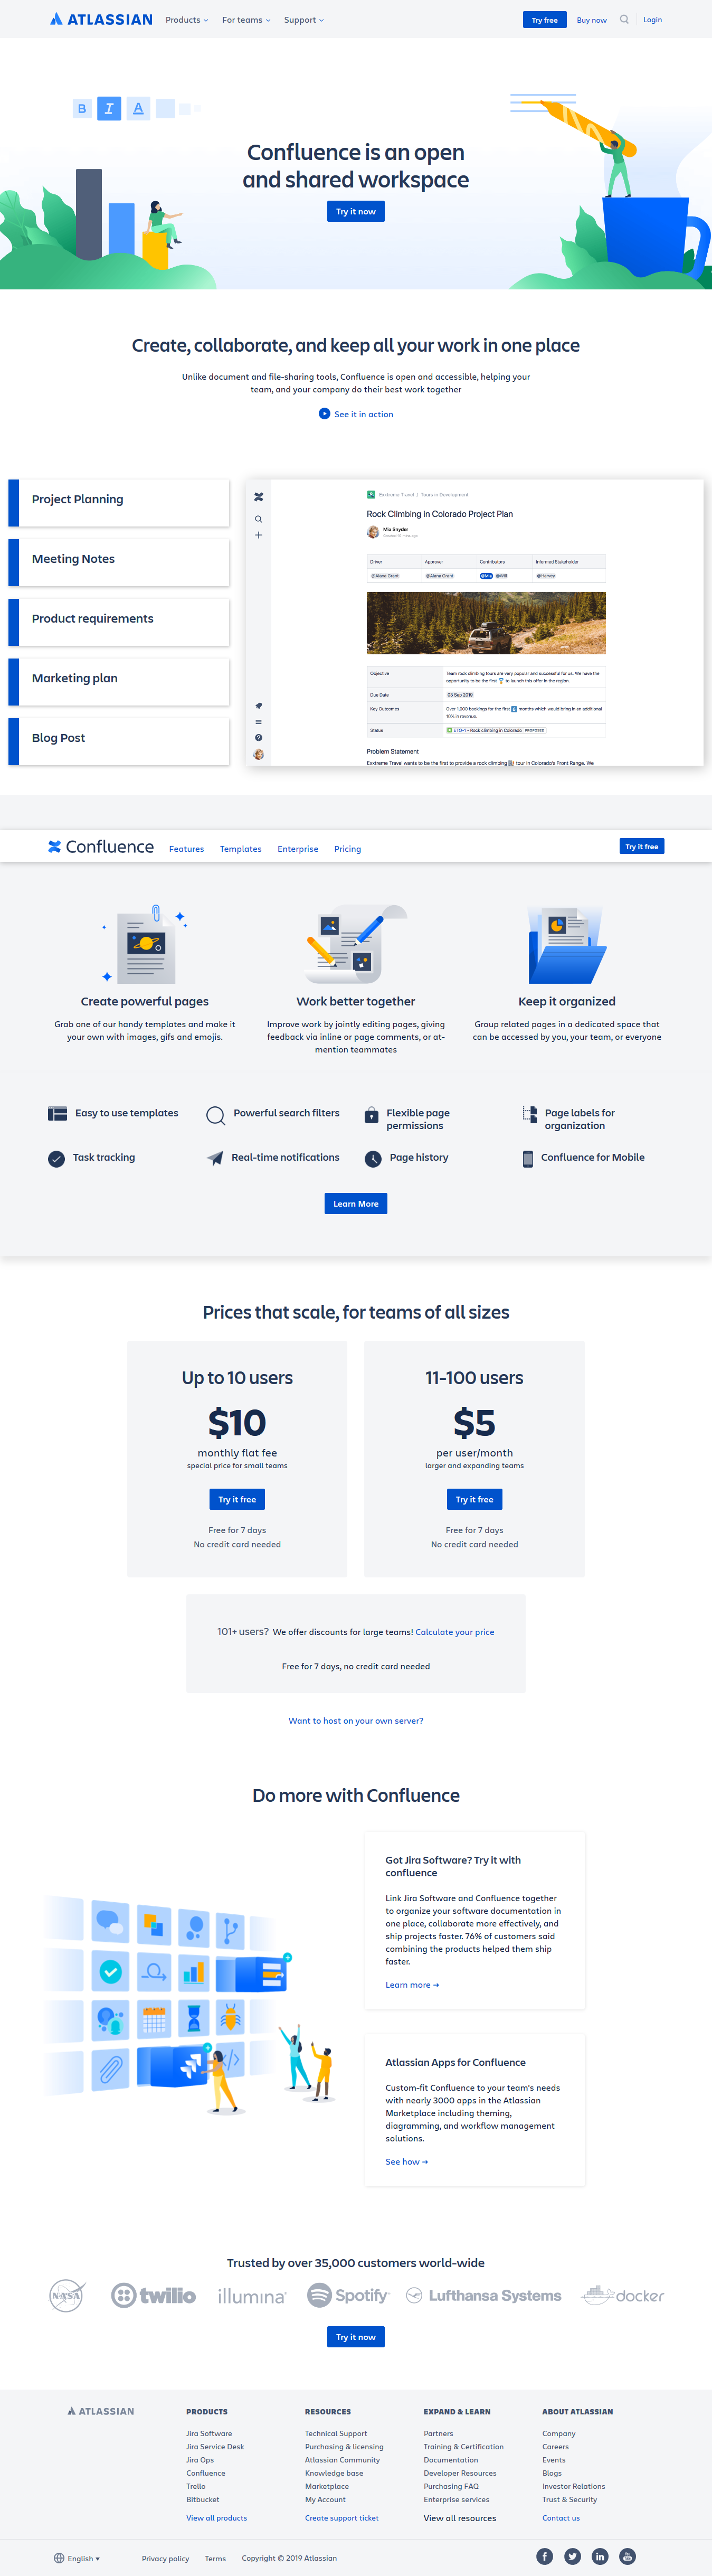 ATLASSIAN Products For teams Support Try free Buy now Login
B I A
Confluence is an open
and shared workspace
Try it now
Create, collaborate, and keep all your work in one place
Unlike document and file-sharing tools, Confluence is open and accessible, helping your
team, and your company do their best work together
See it in action
Project Planning
Meeting Notes
Product requirements
Marketing plan
Blog Post
Exxtreme Travel / Tours in Development
Rock Climbing in Colorado Project Plan
Mia Snyder
Driver Approver Contributors Informed Stakeholder
@Alana Grant @Alana Grant @Mia @Will @Harvey
Objective Team rock climbing tours are very popular and successful for us. We have the
opportunity to be the first to launch this offer in the region.
Due Date 03 Sep 2019
Key Outcomes Over 1,000 bookings for the first months which would bring in an additional
10% in revenue.
Status ETD-1 - Rock climbing in Colorado PROPOSED
Problem Statement
Exxtreme Travel wants to be the first to provide a rock climbing tour in Colorado's Front Range. We
Confluence Features Templates Enterprise Pricing Try it free
Create powerful pages
Grab one of our handy templates and make it
your own with images, gifs and emojis.
Work better together
Improve work by jointly editing pages, giving
feedback via inline or page comments, or at-
mention teammates
Keep it organized
Group related pages in a dedicated space that
can be accessed by you, your team, or everyone
Easy to use templates
Powerful search filters
Flexible page
permissions
Page labels for
organization
Task tracking
Real-time notifications
Page history
Confluence for Mobile
Learn More
Prices that scale, for teams of all sizes
Up to 10 users
$10
monthly flat fee
special price for small teams
Try it free
Free for 7 days
No credit card needed
11-100 users
$5
per user/month
larger and expanding teams
Try it free
Free for 7 days
No credit card needed
101+ users? We offer discounts for large teams! Calculate your price
Free for 7 days, no credit card needed
Want to host on your own server?
Do more with Confluence
Got Jira Software? Try it with
confluence
Link Jira Software and Confluence together
to organize your software documentation in
one place, collaborate more effectively, and
ship projects faster. 76% of customers said
combining the products helped them ship
faster.
Learn more →
Atlassian Apps for Confluence
Custom-fit Confluence to your team's needs
with nearly 3000 apps in the Atlassian
Marketplace including theming,
diagramming, and workflow management
solutions.
See how →
Trusted by over 35,000 customers world-wide
NASA twilio illumina Spotify Lufthansa Systems docker
Try it now
ATLASSIAN
PRODUCTS
Jira Software
Jira Service Desk
Jira Ops
Confluence
Trello
Bitbucket
View all products
RESOURCES
Technical Support
Purchasing & licensing
Atlassian Community
Knowledge base
Marketplace
My Account
Create support ticket
EXPAND & LEARN
Partners
Training & Certification
Documentation
Developer Resources
Purchasing FAQ
Enterprise services
View all resources
ABOUT ATLASSIAN
Company
Careers
Events
Blogs
Investor Relations
Trust & Security
Contact us
English Privacy policy Terms Copyright © 2019 Atlassian